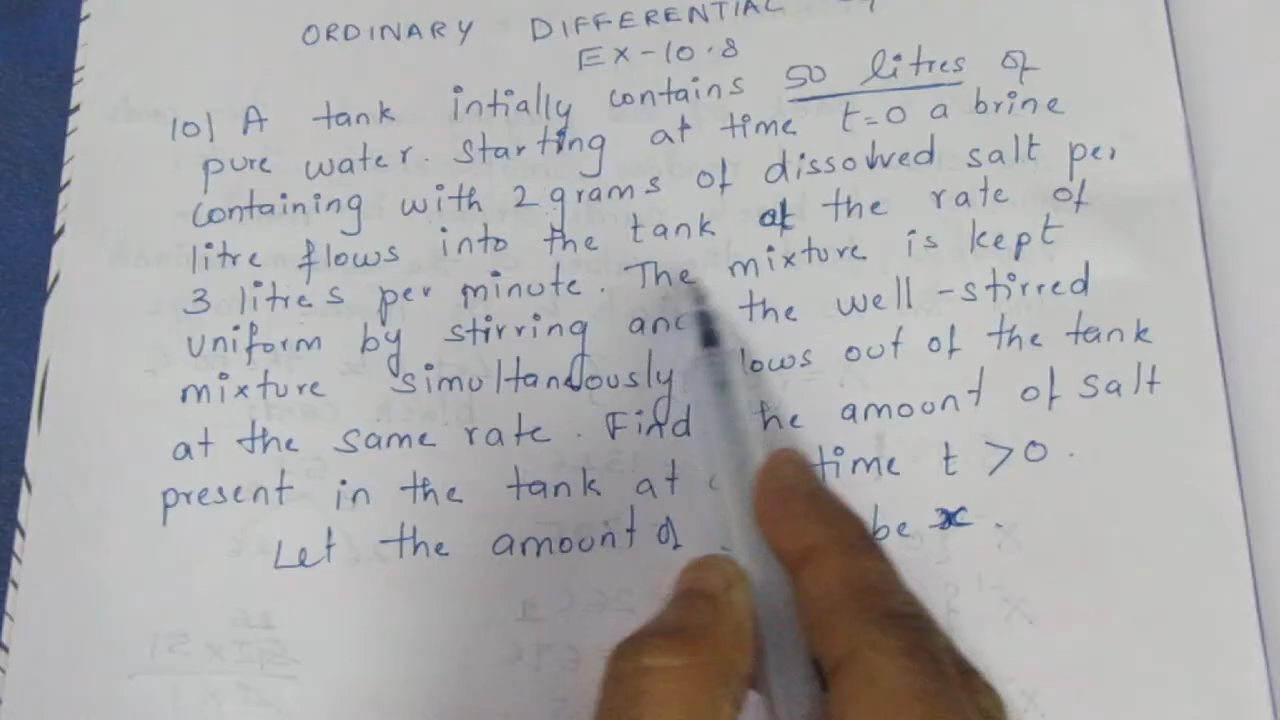 ORDINARY DIFFERENTIAL
EX-10.8
10) A tank intially contains 50 litres of
pure water. Starting at time t=0 a brine
containing with 2 grams of dissolved salt per
litre flows into the tank at the rate of
3 litres per minute. The mixture is kept
uniform by stirring and the well-stirred
mixture simultandously lows out of the tank
at the same rate. Find he amount of salt
present in the tank at time t >0.
Let the amount of be x.